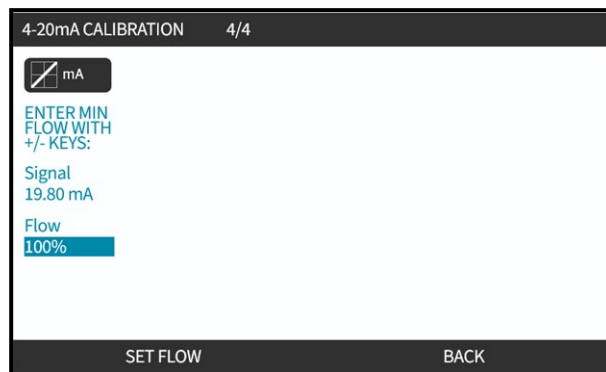 4-20mA CALIBRATION 4/4
mA
ENTER MIN
FLOW WITH
+/- KEYS:
Signal
19.80 mA
Flow
100%
SET FLOW BACK